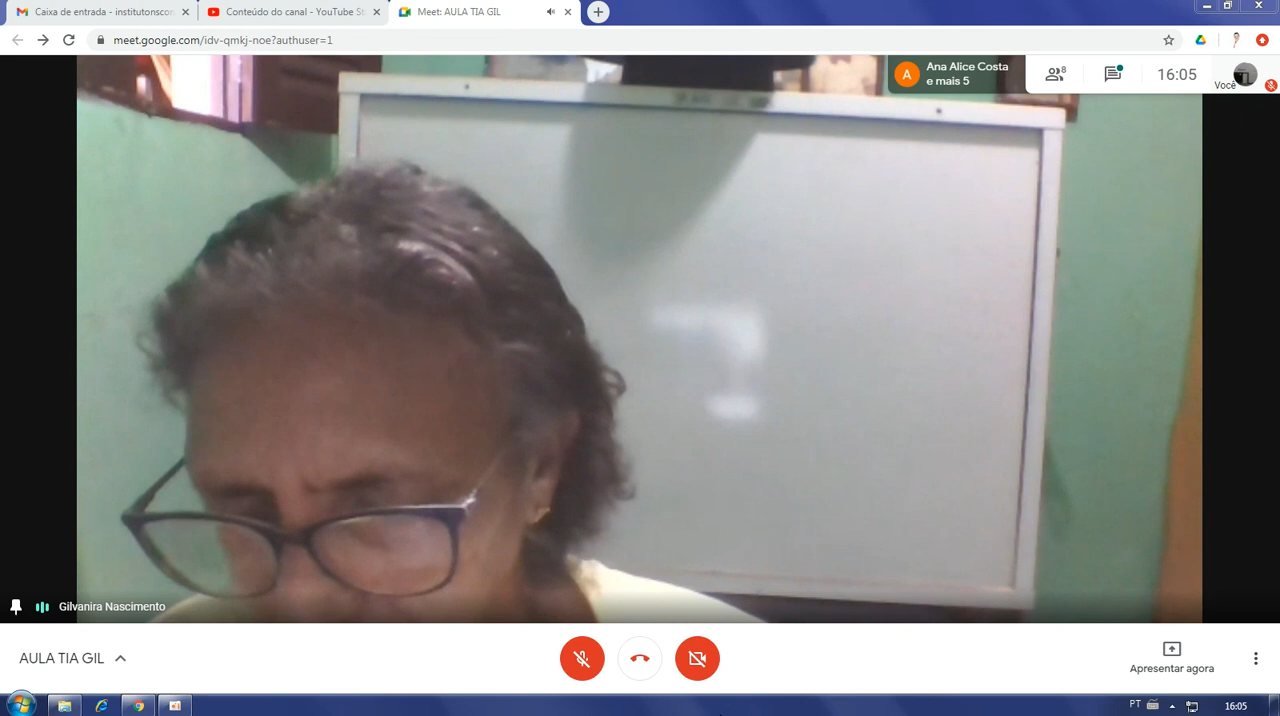 Caixa de entrada - institutonscon
Conteúdo do canal - YouTube St
Meet: AULA TIA GIL
meet.google.com/idv-qmkj-noe?authuser=1
A
Ana Alice Costa
e mais 5
8
16:05
Você
Gilvanira Nascimento
AULA TIA GIL
Apresentar agora
PT
16:05